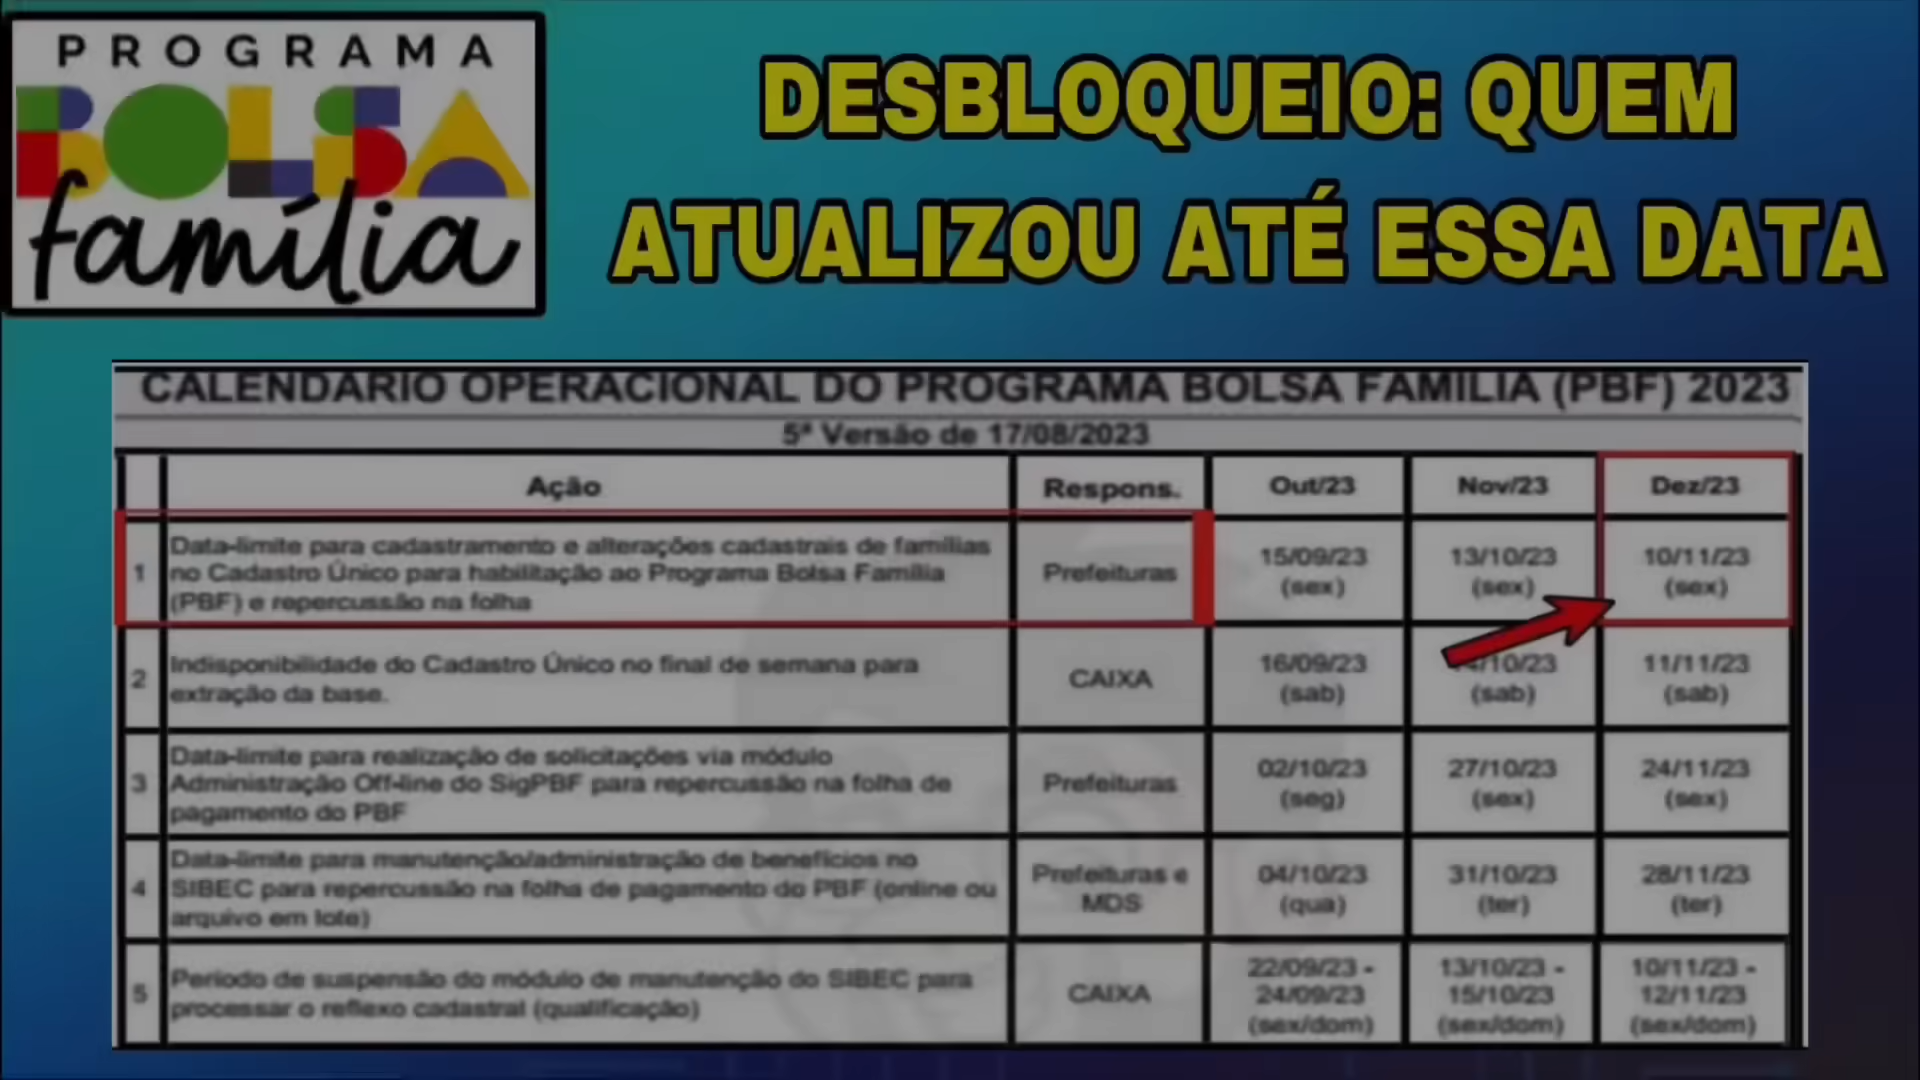 PROGRAMA
BOLSA
família
DESBLOQUEIO: QUEM
ATUALIZOU ATÉ ESSA DATA
CALENDÁRIO OPERACIONAL DO PROGRAMA BOLSA FAMÍLIA (PBF) 2023
5ª Versão de 17/08/2023
Ação Respons. Out/23 Nov/23 Dez/23
1
Data-limite para cadastramento e alterações cadastrais de famílias
no Cadastro Único para habilitação ao Programa Bolsa Família
(PBF) e repercussão na folha
Prefeituras
15/09/23
(sex)
13/10/23
(sex)
10/11/23
(sex)
2
Indisponibilidade do Cadastro Único no final de semana para
extração da base.
CAIXA
16/09/23
(sab)
/10/23
(sab)
11/11/23
(sab)
3
Data-limite para realização de solicitações via módulo
Administração Off-line do SigPBF para repercussão na folha de
pagamento do PBF
Prefeituras
02/10/23
(seg)
27/10/23
(sex)
24/11/23
(sex)
4
Data-limite para manutenção/administração de benefícios no
SIBEC para repercussão na folha de pagamento do PBF (online ou
arquivo em lote)
Prefeituras e
MDS
04/10/23
(qua)
31/10/23
(ter)
28/11/23
(ter)
5
Período de suspensão do módulo de manutenção do SIBEC para
processar o reflexo cadastral (qualificação)
CAIXA
22/09/23 -
24/09/23
(sex/dom)
13/10/23 -
15/10/23
(sex/dom)
10/11/23 -
12/11/23
(sex/dom)